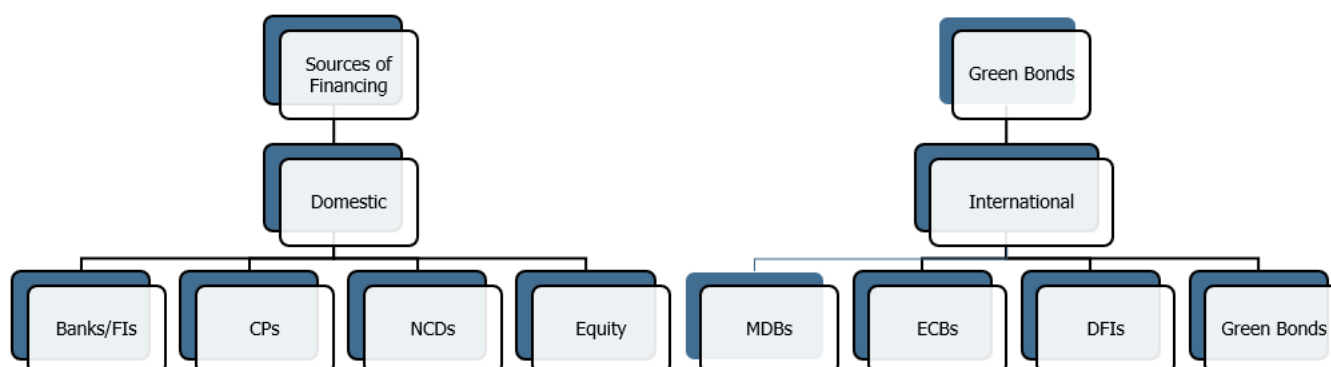 Sources of
Financing
Green Bonds
Domestic
International
Banks/FIs
CPs
NCDs
Equity
MDBs
ECBs
DFIs
Green Bonds